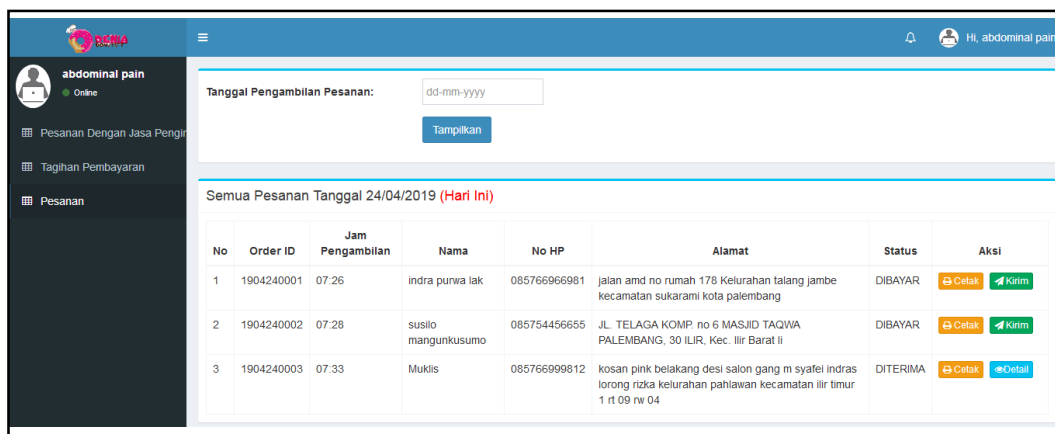 DENIA
Hi, abdominal pain
abdominal pain
Online
Pesanan Dengan Jasa Pengir
Tagihan Pembayaran
Pesanan
Tanggal Pengambilan Pesanan:
dd-mm-yyyy
Tampilkan
Semua Pesanan Tanggal 24/04/2019 (Hari Ini)
No Order ID Jam Pengambilan Nama No HP Alamat Status Aksi
1 1904240001 07:26 indra purwa lak 085766966981 jalan amd no rumah 178 Kelurahan talang jambe DIBAYAR Cetak Kirim
kecamatan sukarami kota palembang
2 1904240002 07:28 susilo 085754456655 JL. TELAGA KOMP. no 6 MASJID TAQWA DIBAYAR Cetak Kirim
mangunkusumo PALEMBANG, 30 ILIR, Kec. Ilir Barat Ii
3 1904240003 07:33 Muklis 085766999812 kosan pink belakang desi salon gang m syafei indras DITERIMA Cetak Detail
lorong rizka kelurahan pahlawan kecamatan ilir timur
1 rt 09 rw 04